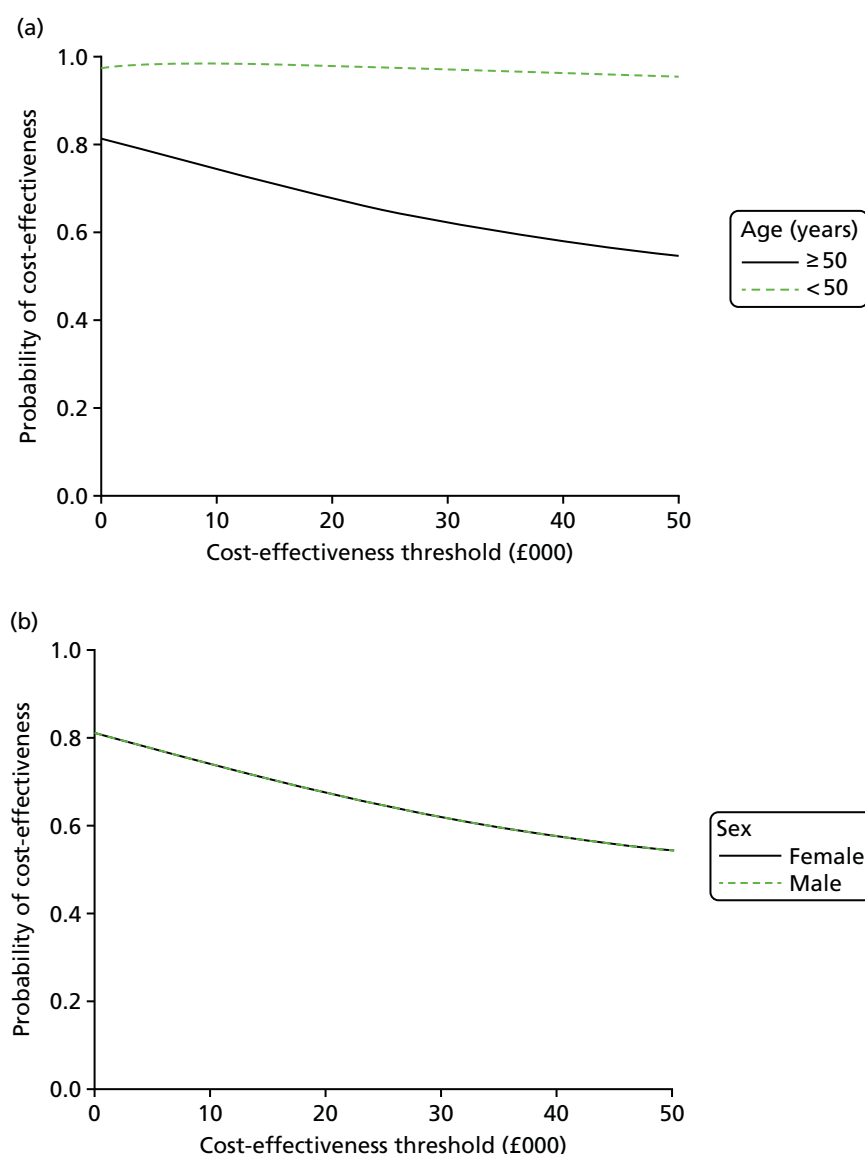 (a)
1.0
0.8
0.6
0.4
0.2
0.0
Probability of cost-effectiveness
0 10 20 30 40 50
Cost-effectiveness threshold (£000)
Age (years)
≥50
<50
(b)
1.0
0.8
0.6
0.4
0.2
0.0
Probability of cost-effectiveness
0 10 20 30 40 50
Cost-effectiveness threshold (£000)
Sex
Female
Male